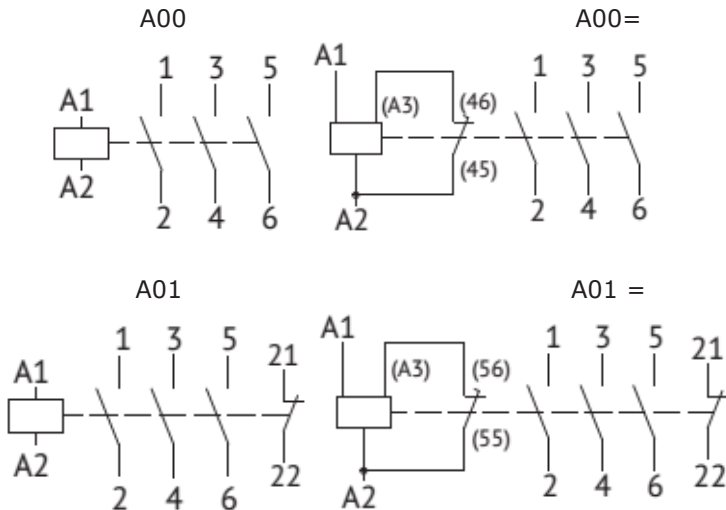 A00
A00=
1 3 5
A1
A2
2 4 6
A1
(A3)
(46)
1 3 5
(45)
A2
2 4 6
A01
A01 =
1 3 5
21
A1
A2
2 4 6
22
A1
(A3)
(56)
1 3 5
21
(55)
A2
2 4 6
22